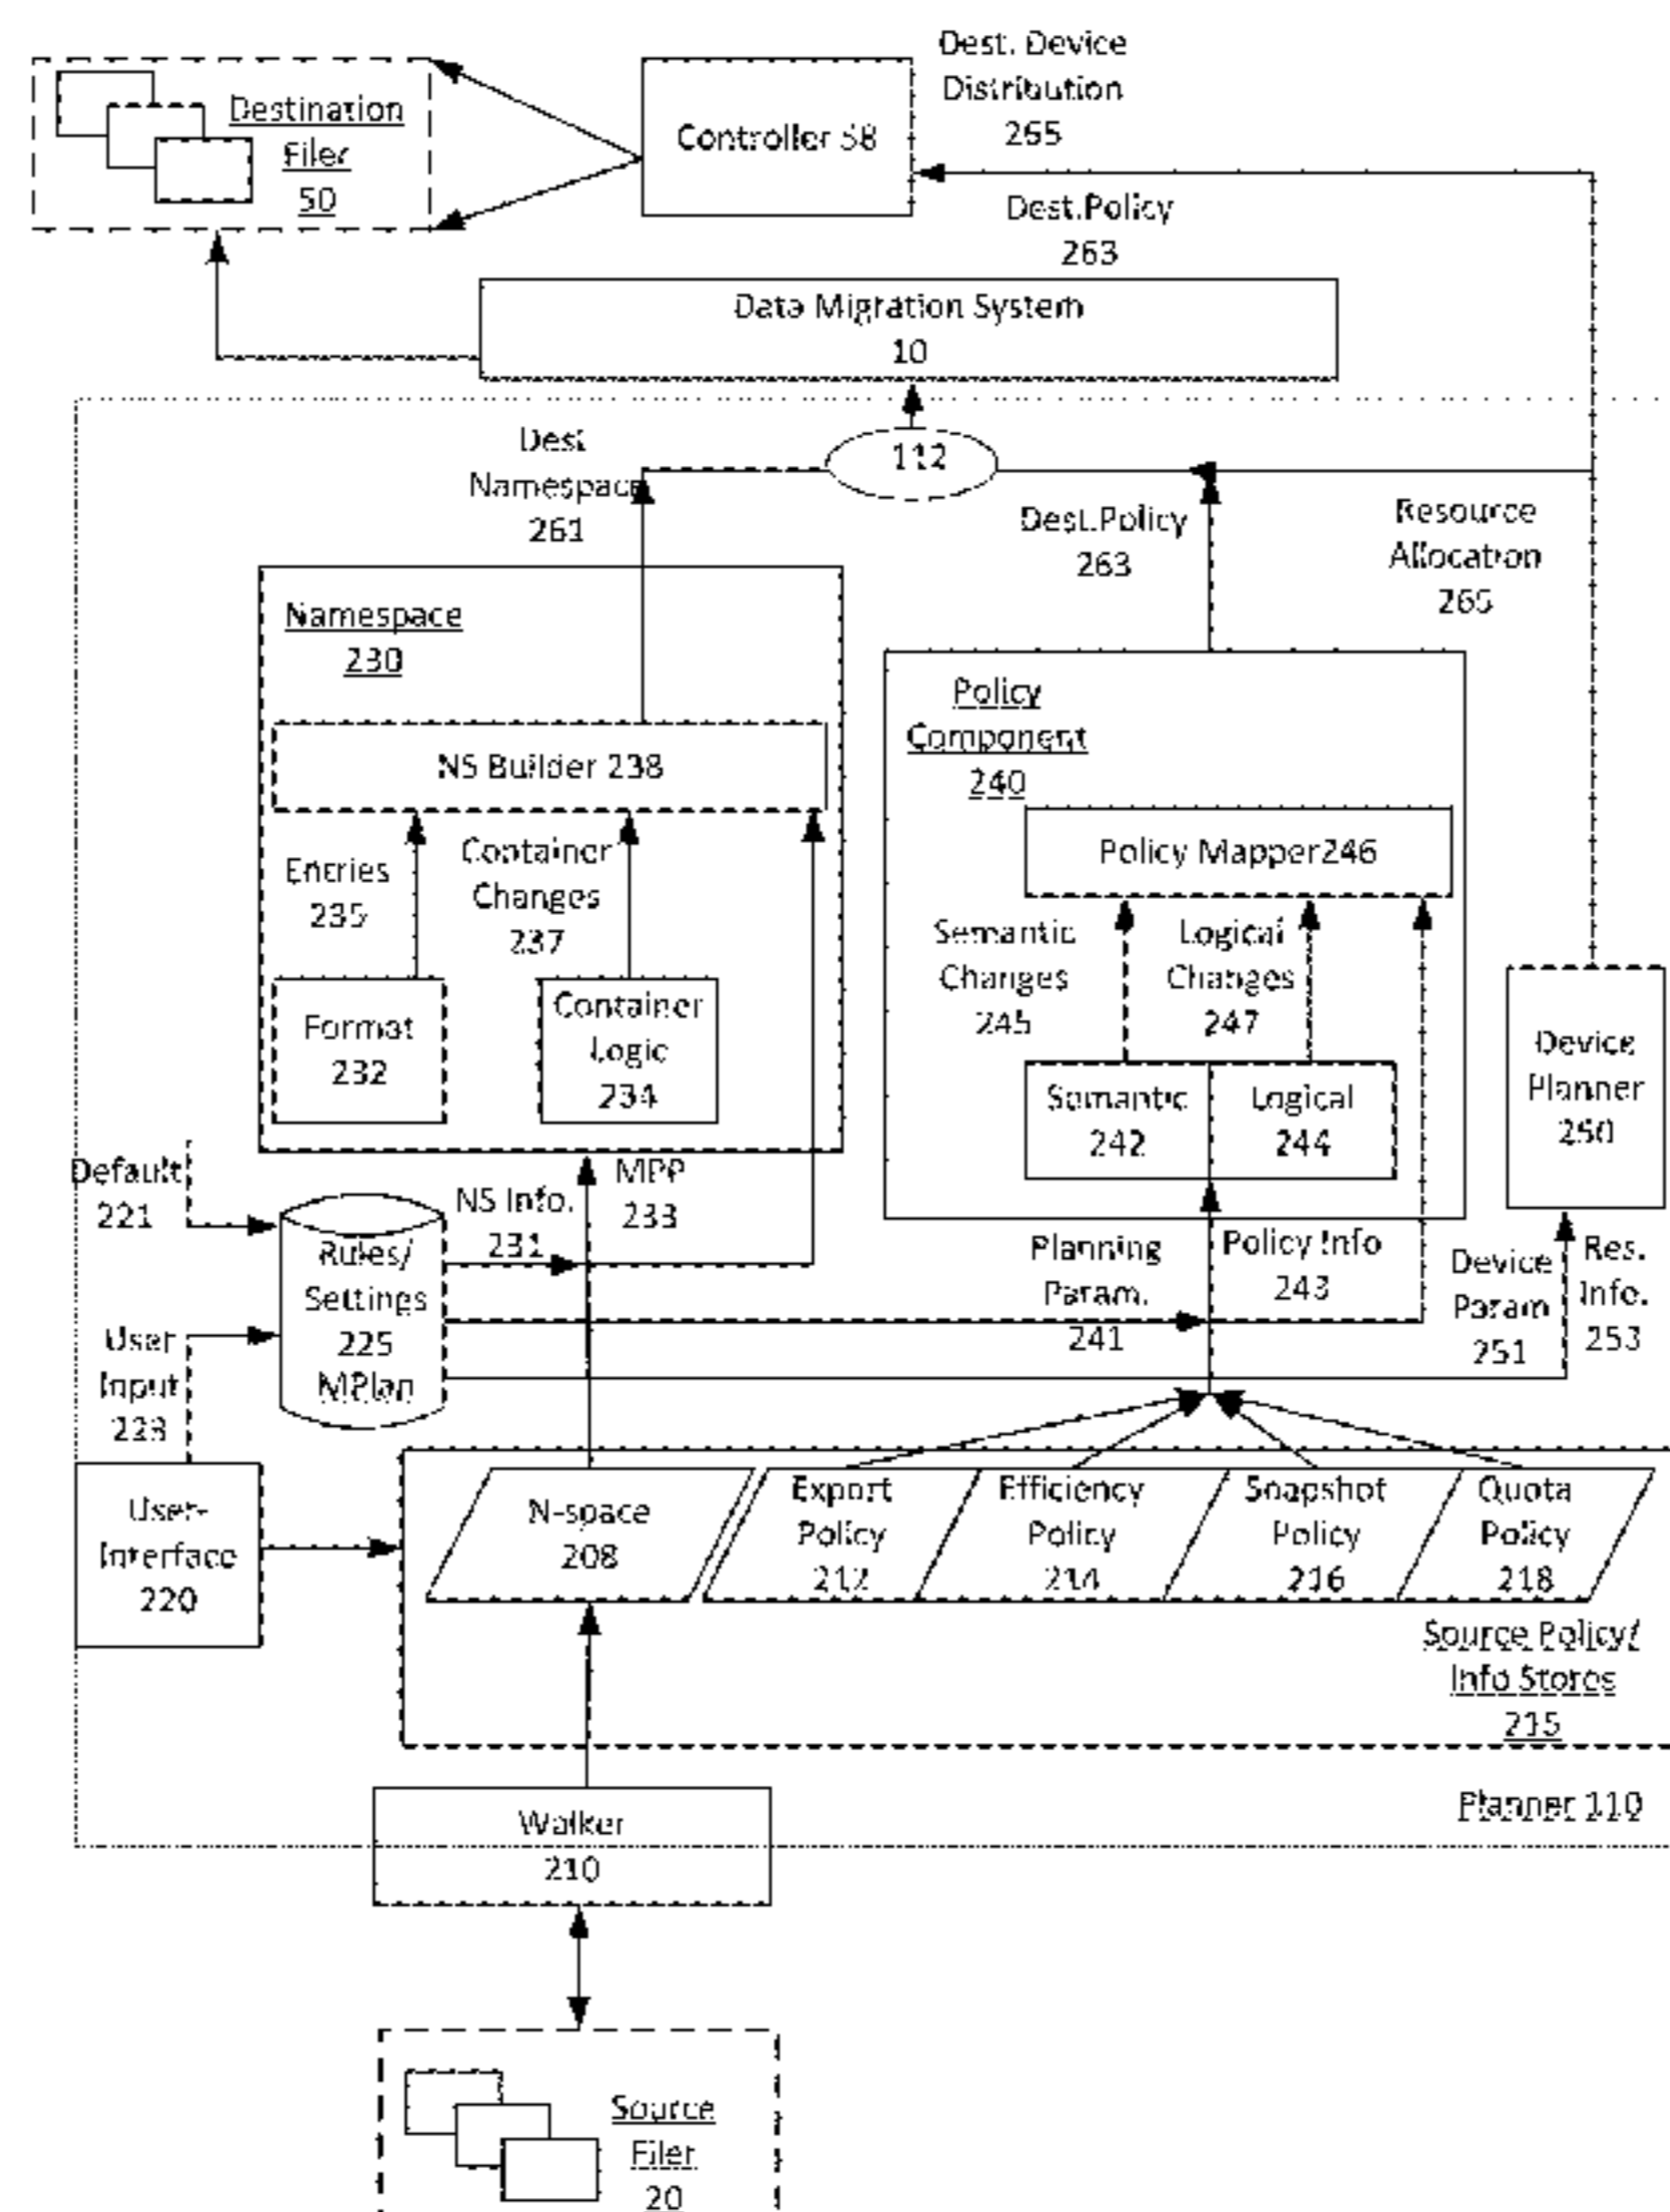 Destination
Filer
50
Controller 58
Dest. Device
Distribution
265
Dest.Policy
263
Data Migration System
10
112
Dest
Namespace
261
Dest.Policy
263
Resource
Allocation
265
Namespace
230
NS Builder 238
Entries
235
Container
Changes
237
Format
232
Container
Logic
234
Policy
Component
240
Policy Mapper246
Semantic
Changes
245
Logical
Changes
247
Semantic
242
Logical
244
Device
Planner
250
Default
221
Rules/
Settings
225
MPlan
NS Info.
231
MPP
233
Planning
Param.
241
Policy Info
243
Device
Param
251
Res.
Info.
253
User
Input
223
User-
Interface
220
N-space
208
Export
Policy
212
Efficiency
Policy
214
Snapshot
Policy
216
Quota
Policy
218
Source Policy/
Info Stores
215
Planner 110
Walker
210
Source
Filer
20